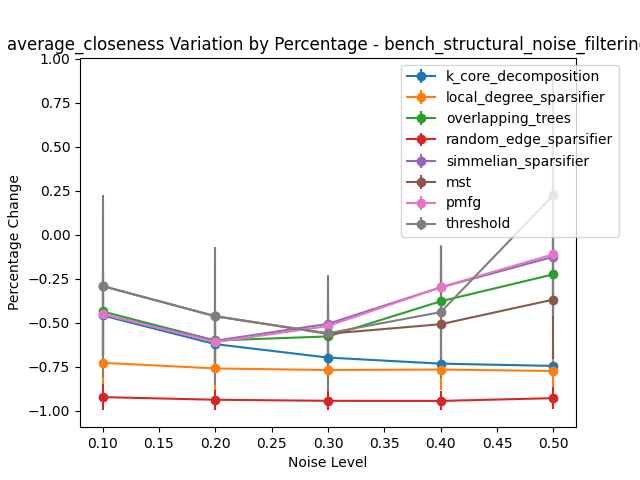 average_closeness Variation by Percentage - bench_structural_noise_filtering
1.00
0.75
0.50
0.25
0.00
−0.25
−0.50
−0.75
−1.00
Percentage Change
k_core_decomposition
local_degree_sparsifier
overlapping_trees
random_edge_sparsifier
simmelian_sparsifier
mst
pmfg
threshold
0.10 0.15 0.20 0.25 0.30 0.35 0.40 0.45 0.50
Noise Level